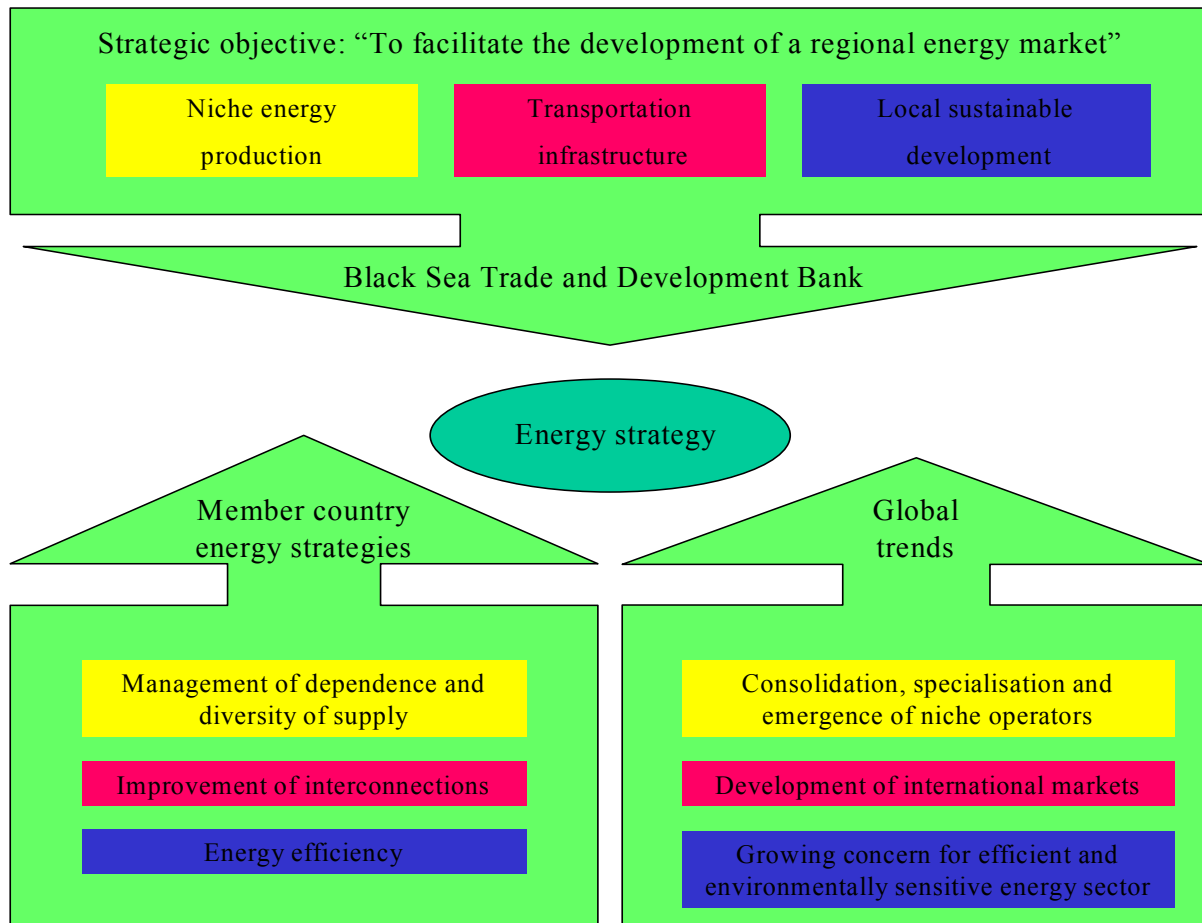 Strategic objective: “To facilitate the development of a regional energy market”
Niche energy
production
Transportation
infrastructure
Local sustainable
development
Black Sea Trade and Development Bank
Energy strategy
Member country
energy strategies
Management of dependence and
diversity of supply
Improvement of interconnections
Energy efficiency
Global
trends
Consolidation, specialisation and
emergence of niche operators
Development of international markets
Growing concern for efficient and
environmentally sensitive energy sector